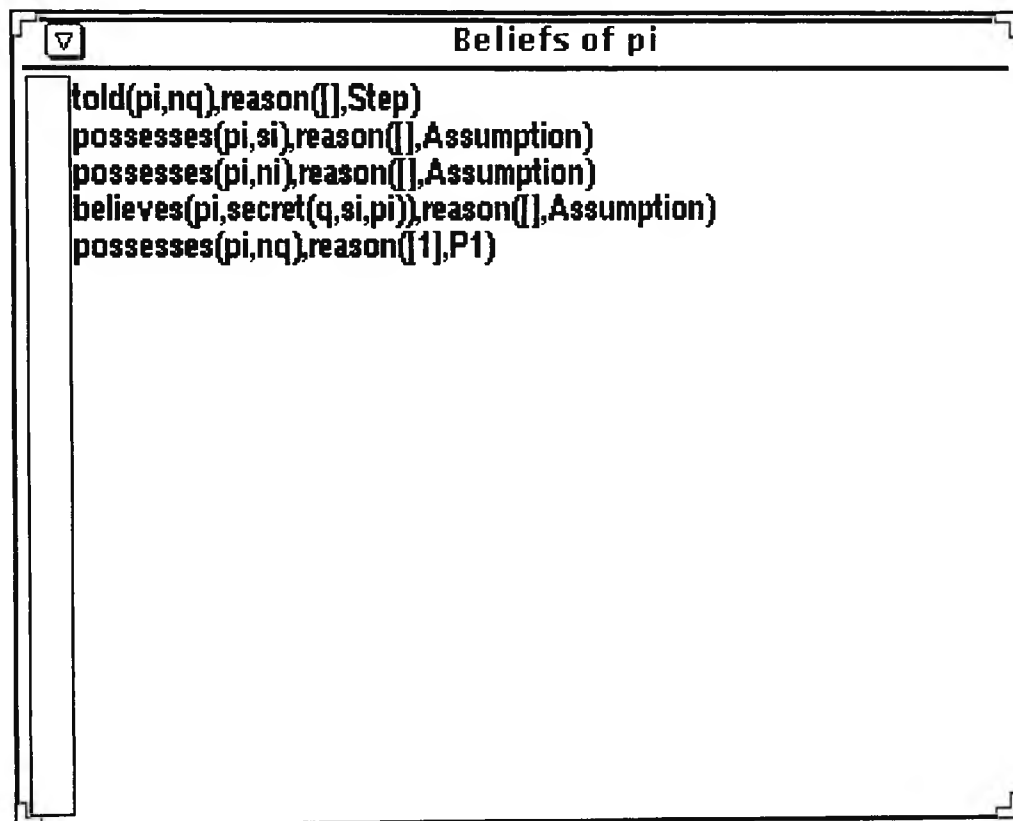 Beliefs of pi
told(pi,nq),reason([],Step)
possesses(pi,si),reason([],Assumption)
possesses(pi,ni),reason([],Assumption)
believes(pi,secret(q,si,pi)),reason([],Assumption)
possesses(pi,nq),reason([1],P1)